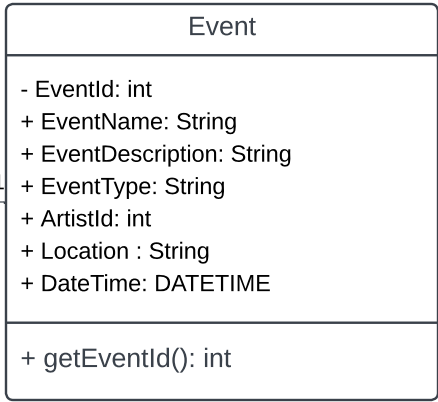 Event
- EventId: int
+ EventName: String
+ EventDescription: String
+ EventType: String
+ ArtistId: int
+ Location : String
+ DateTime: DATETIME
+ getEventId(): int